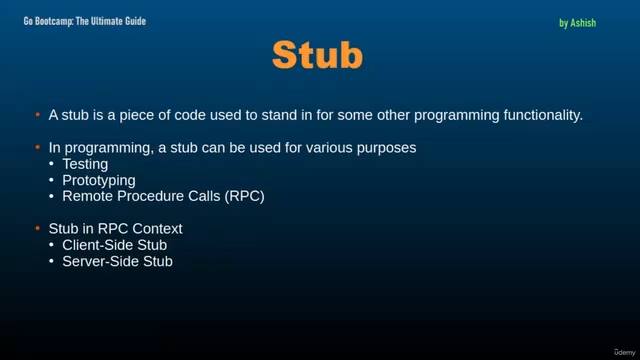 Go Bootcamp: The Ultimate Guide
by Ashish
Stub
• A stub is a piece of code used to stand in for some other programming functionality.
• In programming, a stub can be used for various purposes
• Testing
• Prototyping
• Remote Procedure Calls (RPC)
• Stub in RPC Context
• Client-Side Stub
• Server-Side Stub
udemy